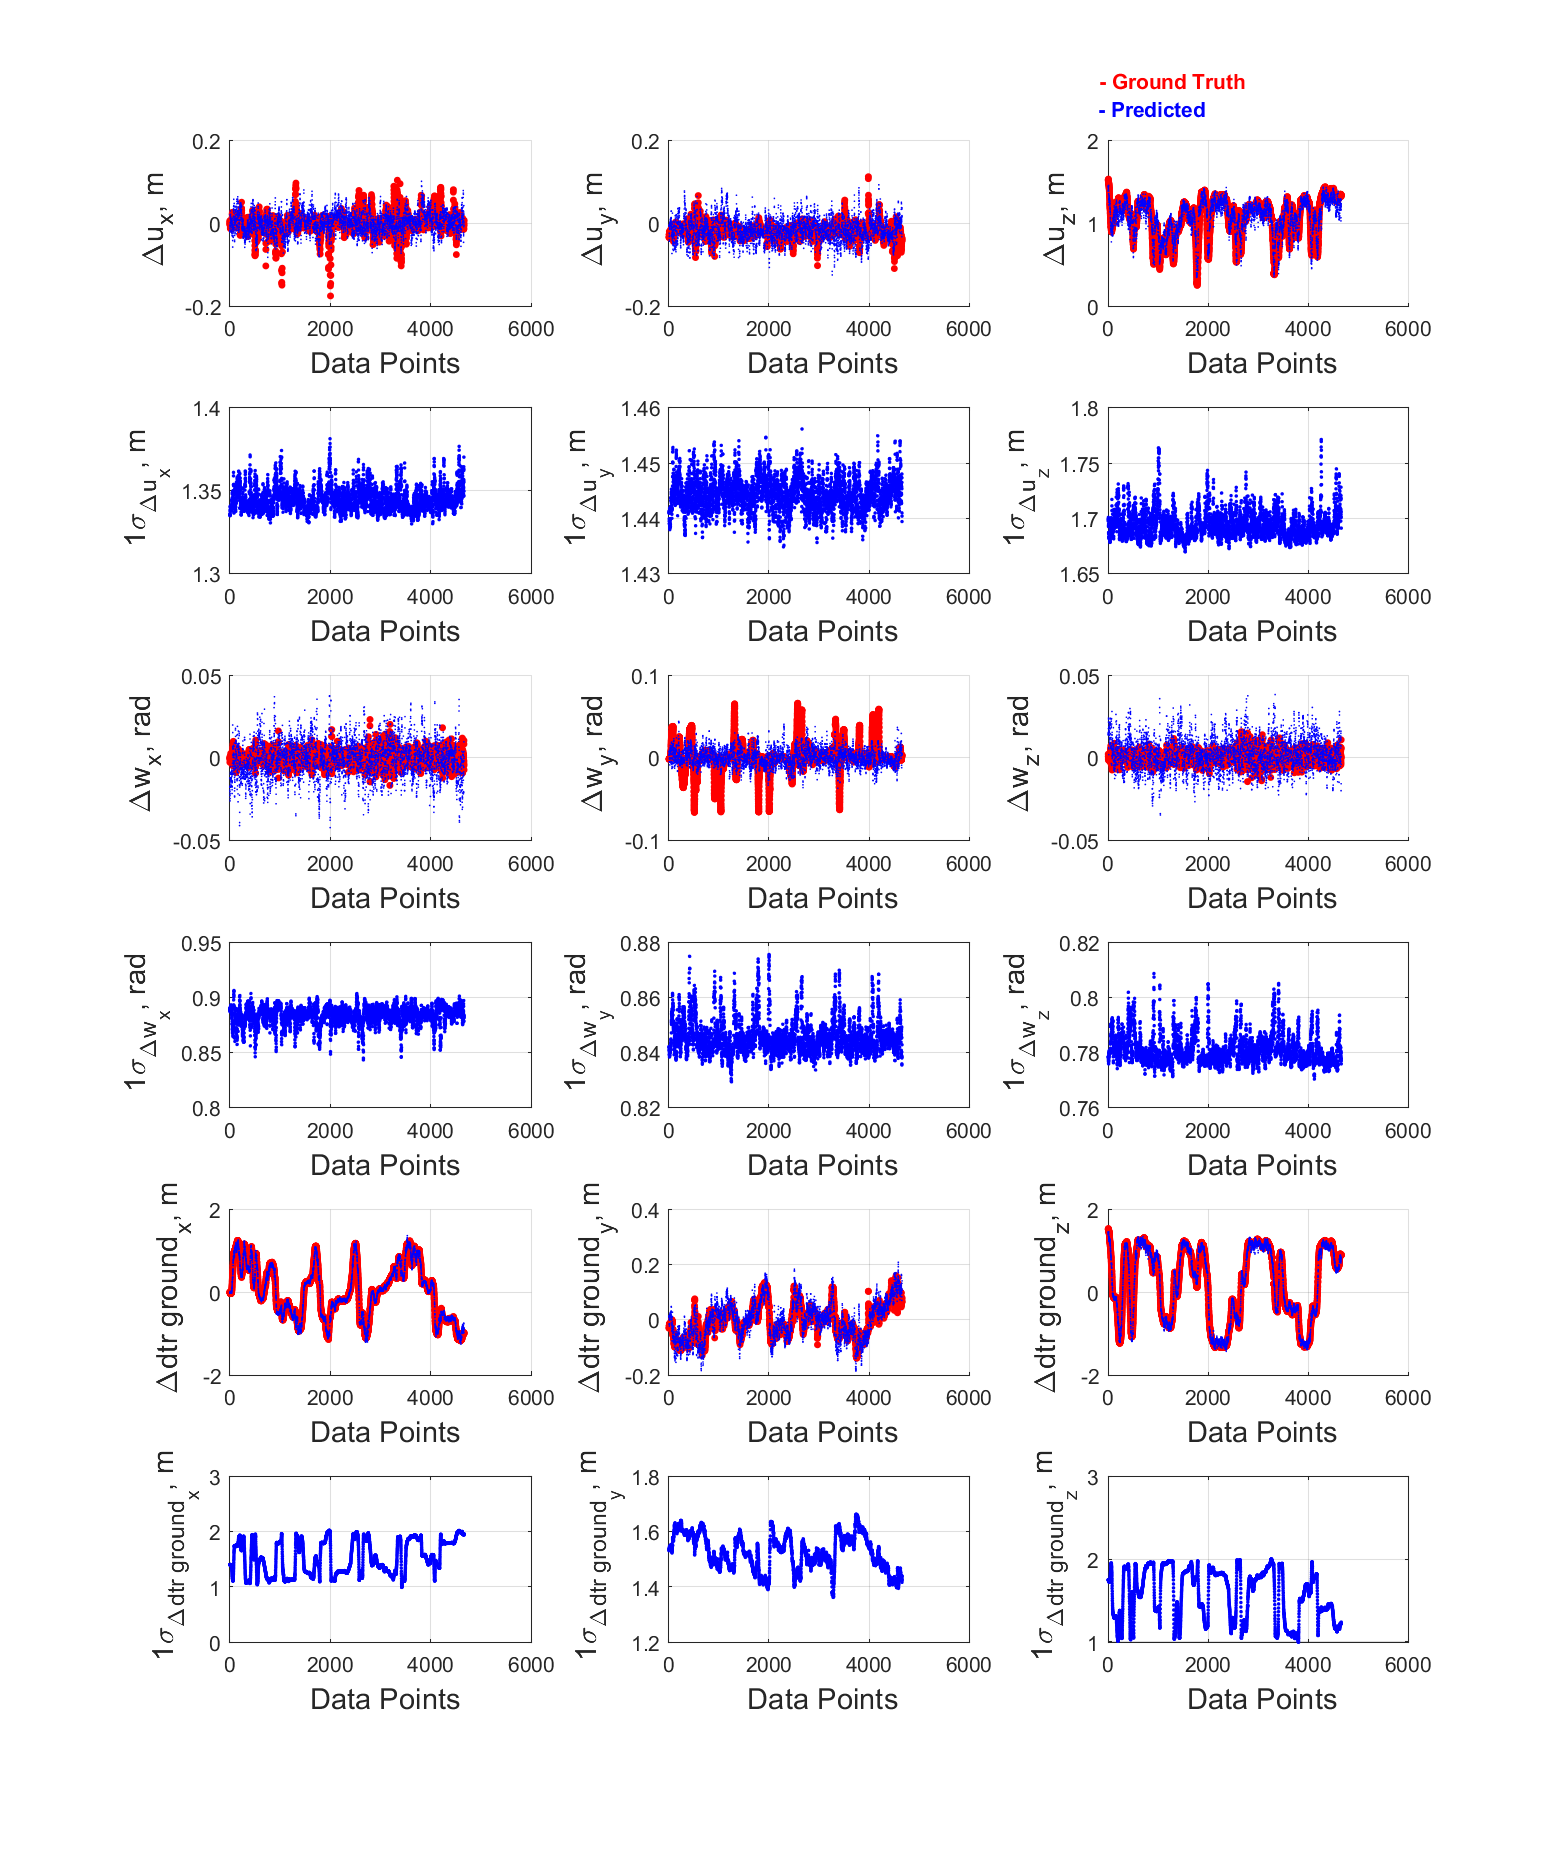 - Ground Truth
- Predicted
Δu_x, m
0.2
0
-0.2
0 2000 4000 6000
Data Points
Δu_y, m
0.2
0
-0.2
0 2000 4000 6000
Data Points
Δu_z, m
2
1
0
0 2000 4000 6000
Data Points
1σ_Δu_x, m
1.4
1.35
1.3
0 2000 4000 6000
Data Points
1σ_Δu_y, m
1.46
1.45
1.44
1.43
0 2000 4000 6000
Data Points
1σ_Δu_z, m
1.8
1.75
1.7
1.65
0 2000 4000 6000
Data Points
Δw_x, rad
0.05
0
-0.05
0 2000 4000 6000
Data Points
Δw_y, rad
0.1
0
-0.1
0 2000 4000 6000
Data Points
Δw_z, rad
0.05
0
-0.05
0 2000 4000 6000
Data Points
1σ_Δw_x, rad
0.95
0.9
0.85
0.8
0 2000 4000 6000
Data Points
1σ_Δw_y, rad
0.88
0.86
0.84
0.82
0 2000 4000 6000
Data Points
1σ_Δw_z, rad
0.82
0.8
0.78
0.76
0 2000 4000 6000
Data Points
Δdtr ground_x, m
2
0
-2
0 2000 4000 6000
Data Points
Δdtr ground_y, m
0.4
0.2
0
-0.2
0 2000 4000 6000
Data Points
Δdtr ground_z, m
2
0
-2
0 2000 4000 6000
Data Points
1σ_Δdtr ground_x, m
3
2
1
0
0 2000 4000 6000
Data Points
1σ_Δdtr ground_y, m
1.8
1.6
1.4
1.2
0 2000 4000 6000
Data Points
1σ_Δdtr ground_z, m
3
2
1
0 2000 4000 6000
Data Points